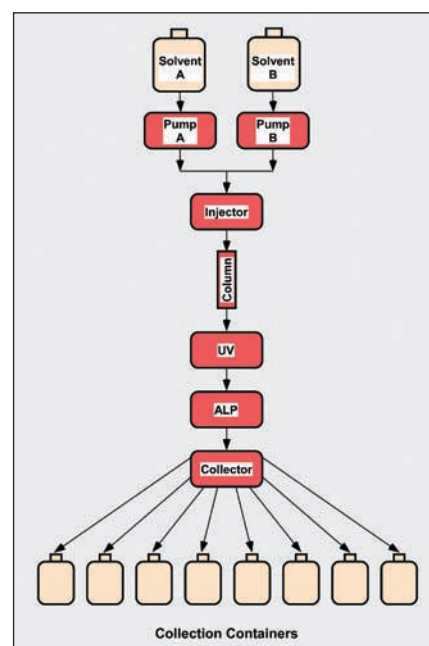 Solvent
A
Solvent
B
Pump
A
Pump
B
Injector
Column
UV
ALP
Collector
Collection Containers